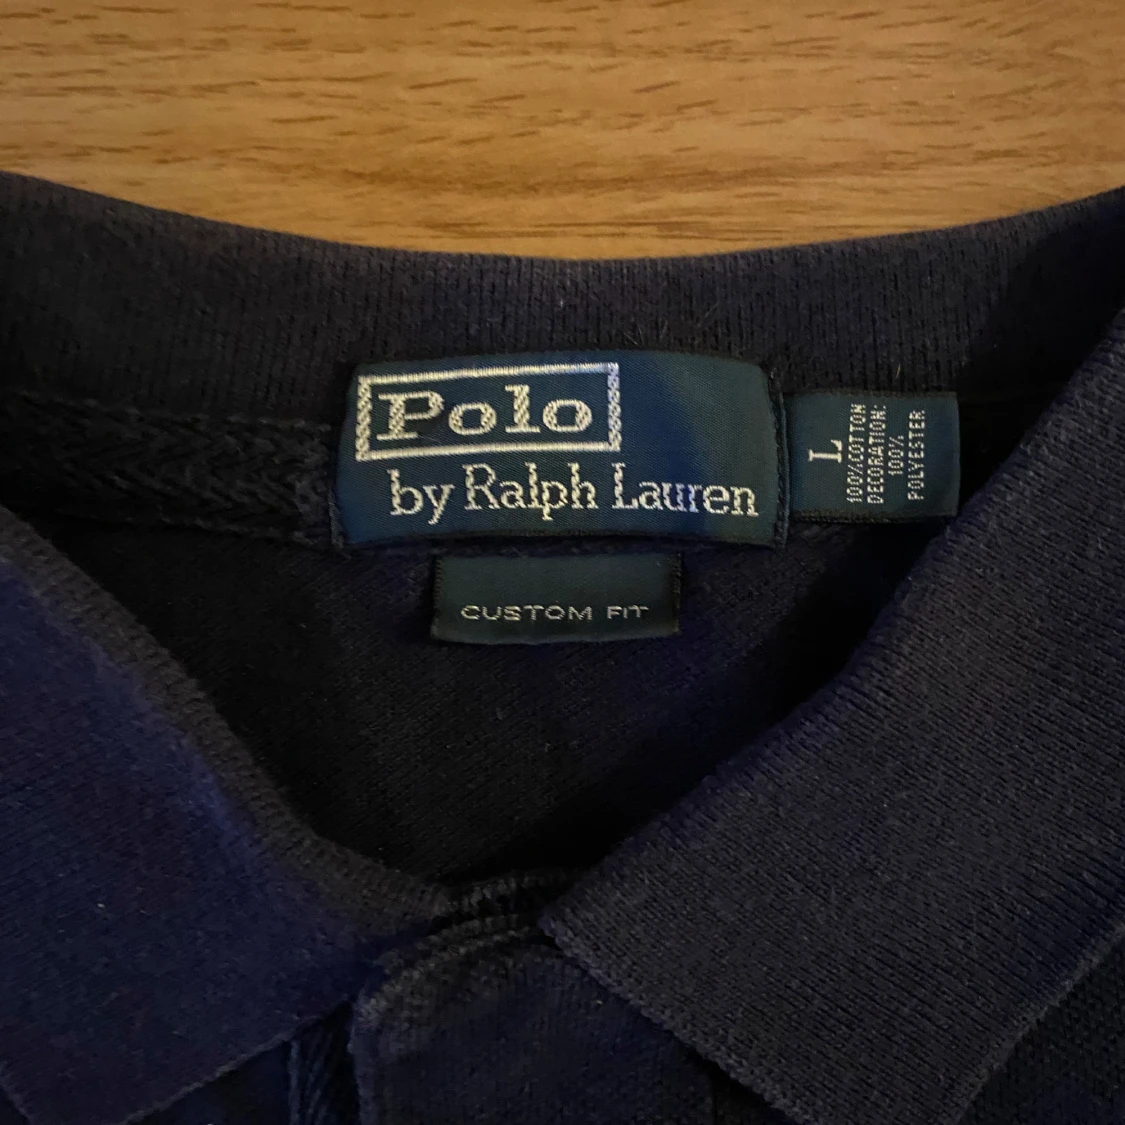 Polo
by Ralph Lauren
L
100%COTTON
DECORATION:
100%
POLYESTER
CUSTOM FIT